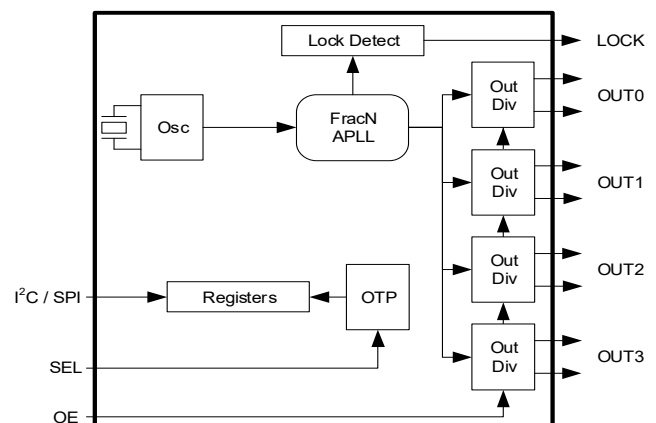 Lock Detect
LOCK
Out
Div
OUT0
Osc
FracN
APLL
Out
Div
OUT1
Out
Div
OUT2
I²C / SPI
Registers
OTP
Out
Div
OUT3
SEL
OE